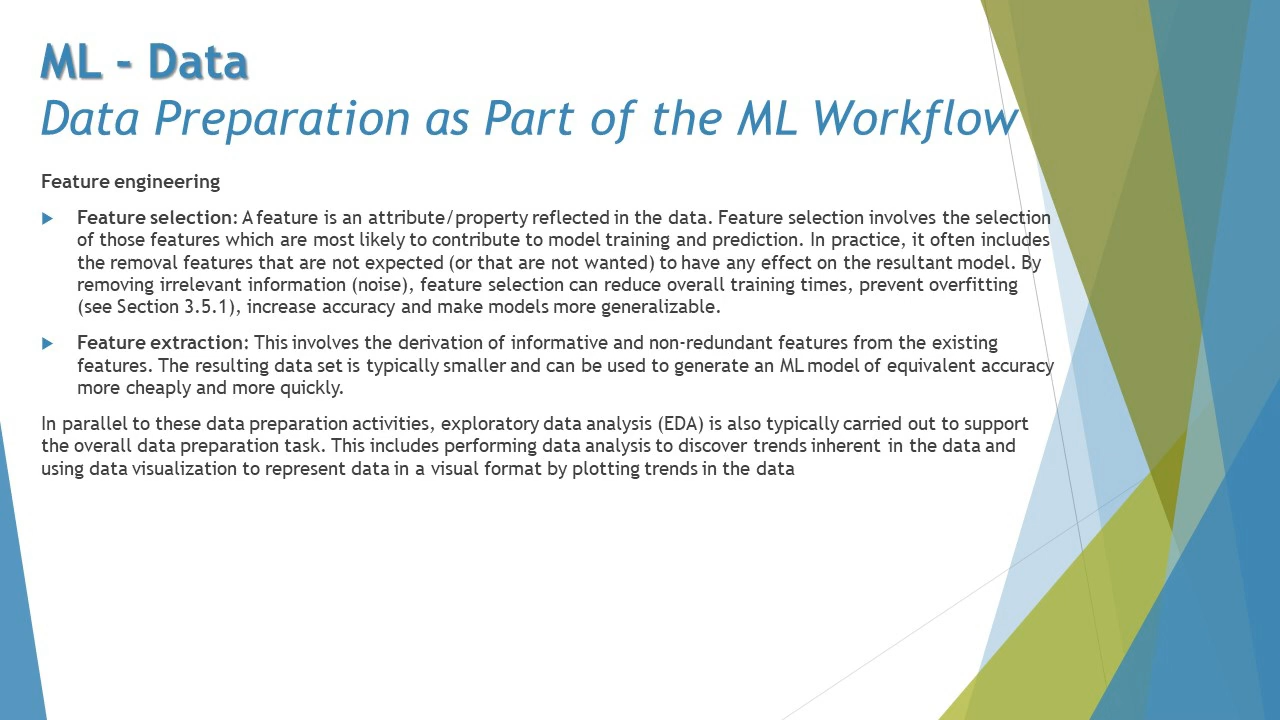 ML - Data
Data Preparation as Part of the ML Workflow
Feature engineering
Feature selection: A feature is an attribute/property reflected in the data. Feature selection involves the selection
of those features which are most likely to contribute to model training and prediction. In practice, it often includes
the removal features that are not expected (or that are not wanted) to have any effect on the resultant model. By
removing irrelevant information (noise), feature selection can reduce overall training times, prevent overfitting
(see Section 3.5.1), increase accuracy and make models more generalizable.
Feature extraction: This involves the derivation of informative and non-redundant features from the existing
features. The resulting data set is typically smaller and can be used to generate an ML model of equivalent accuracy
more cheaply and more quickly.
In parallel to these data preparation activities, exploratory data analysis (EDA) is also typically carried out to support
the overall data preparation task. This includes performing data analysis to discover trends inherent in the data and
using data visualization to represent data in a visual format by plotting trends in the data